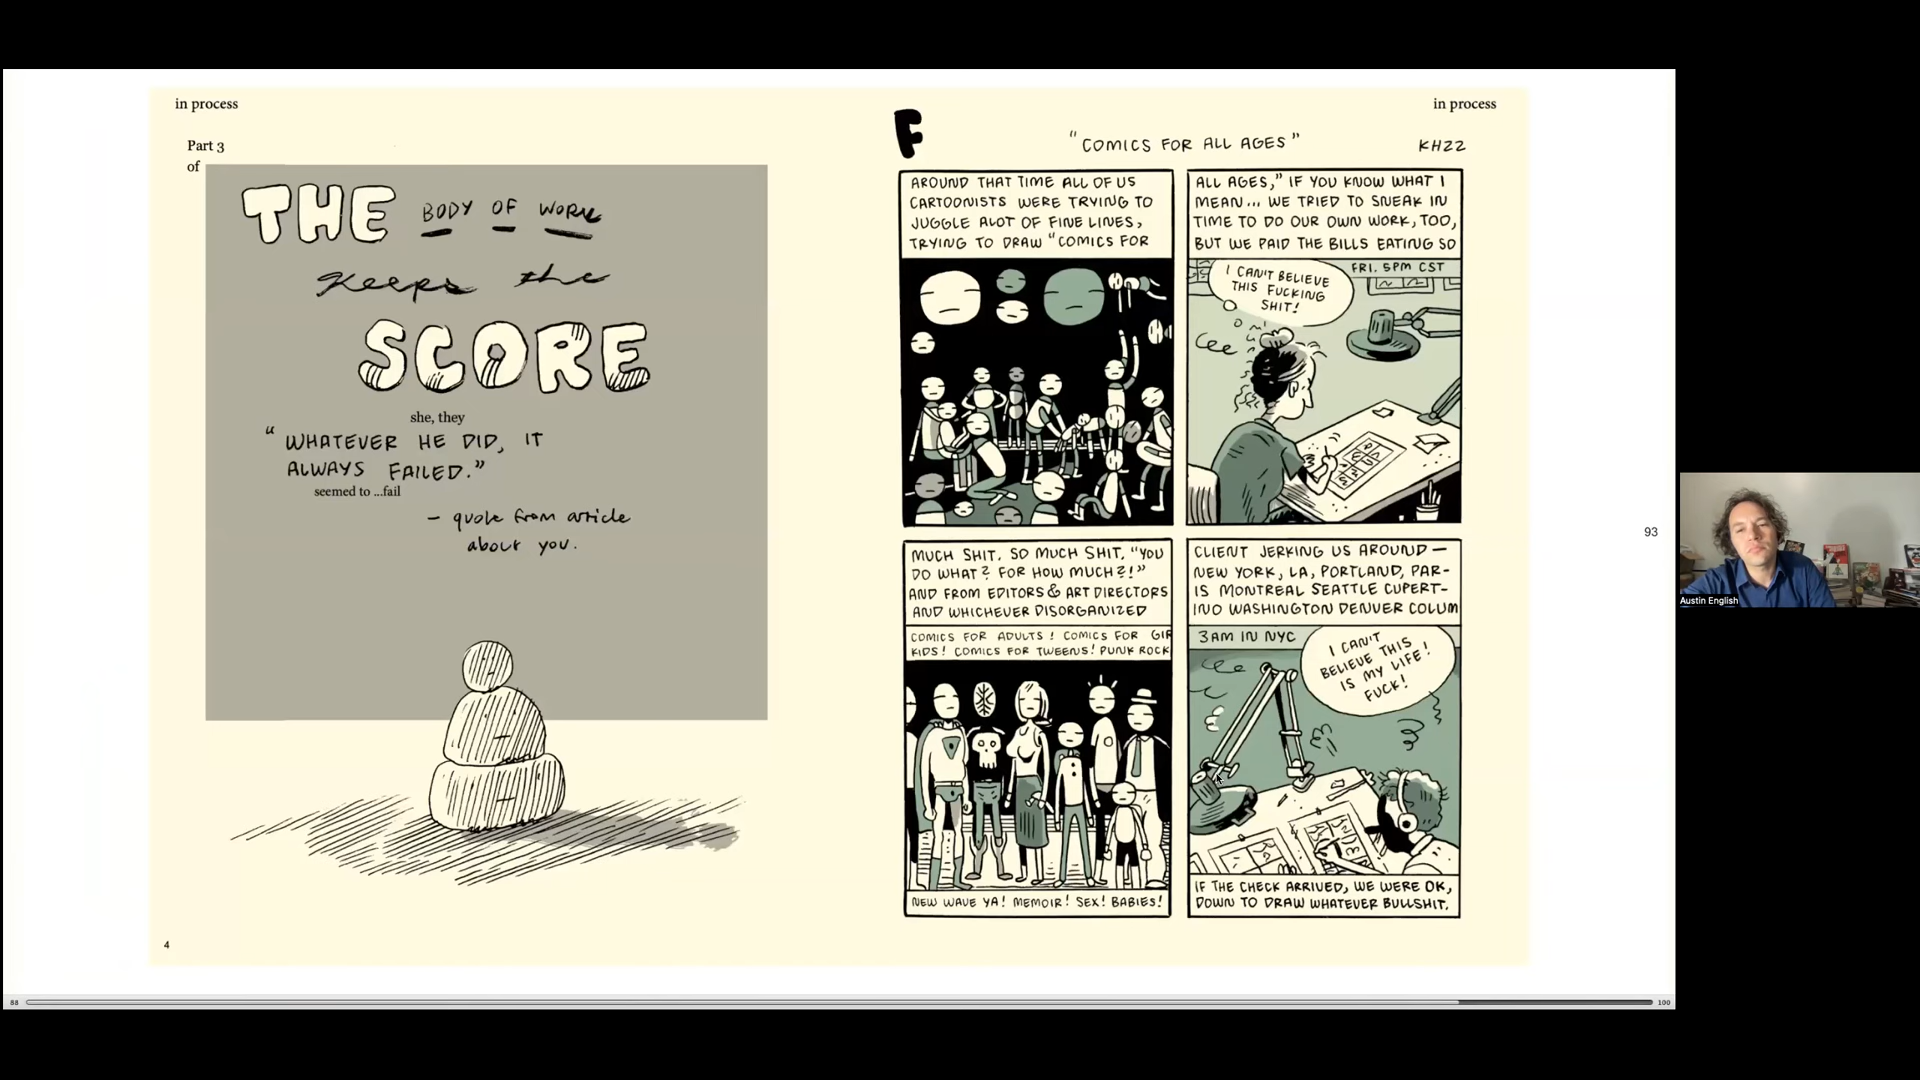 in process
Part 3
of
THE BODY OF WORK
keeps the
SCORE
she, they
"WHATEVER HE DID, IT
ALWAYS FAILED."
seemed to ...fail
– quote from article
about you.
4
in process
F
"COMICS FOR ALL AGES"
KH22
AROUND THAT TIME ALL OF US
CARTOONISTS WERE TRYING TO
JUGGLE ALOT OF FINE LINES,
TRYING TO DRAW "COMICS FOR
ALL AGES," IF YOU KNOW WHAT I
MEAN... WE TRIED TO SNEAK IN
TIME TO DO OUR OWN WORK, TOO,
BUT WE PAID THE BILLS EATING SO
FRI. 5PM CST
I CAN'T BELIEVE
THIS FUCKING
SHIT!
MUCH SHIT. SO MUCH SHIT, "YOU
DO WHAT? FOR HOW MUCH?!"
AND FROM EDITORS & ART DIRECTORS
AND WHICHEVER DISORGANIZED
COMICS FOR ADULTS! COMICS FOR GIR
KIDS! COMICS FOR TWEENS! PUNK ROCK
NEW WAVE YA! MEMOIR! SEX! BABIES!
CLIENT JERKING US AROUND —
NEW YORK, LA, PORTLAND, PAR-
IS MONTREAL SEATTLE CUPERT-
INO WASHINGTON DENVER COLUM
3AM IN NYC
I CAN'T
BELIEVE THIS
IS MY LIFE!
FUCK!
IF THE CHECK ARRIVED, WE WERE OK,
DOWN TO DRAW WHATEVER BULLSHIT.
93
88
100
Austin English